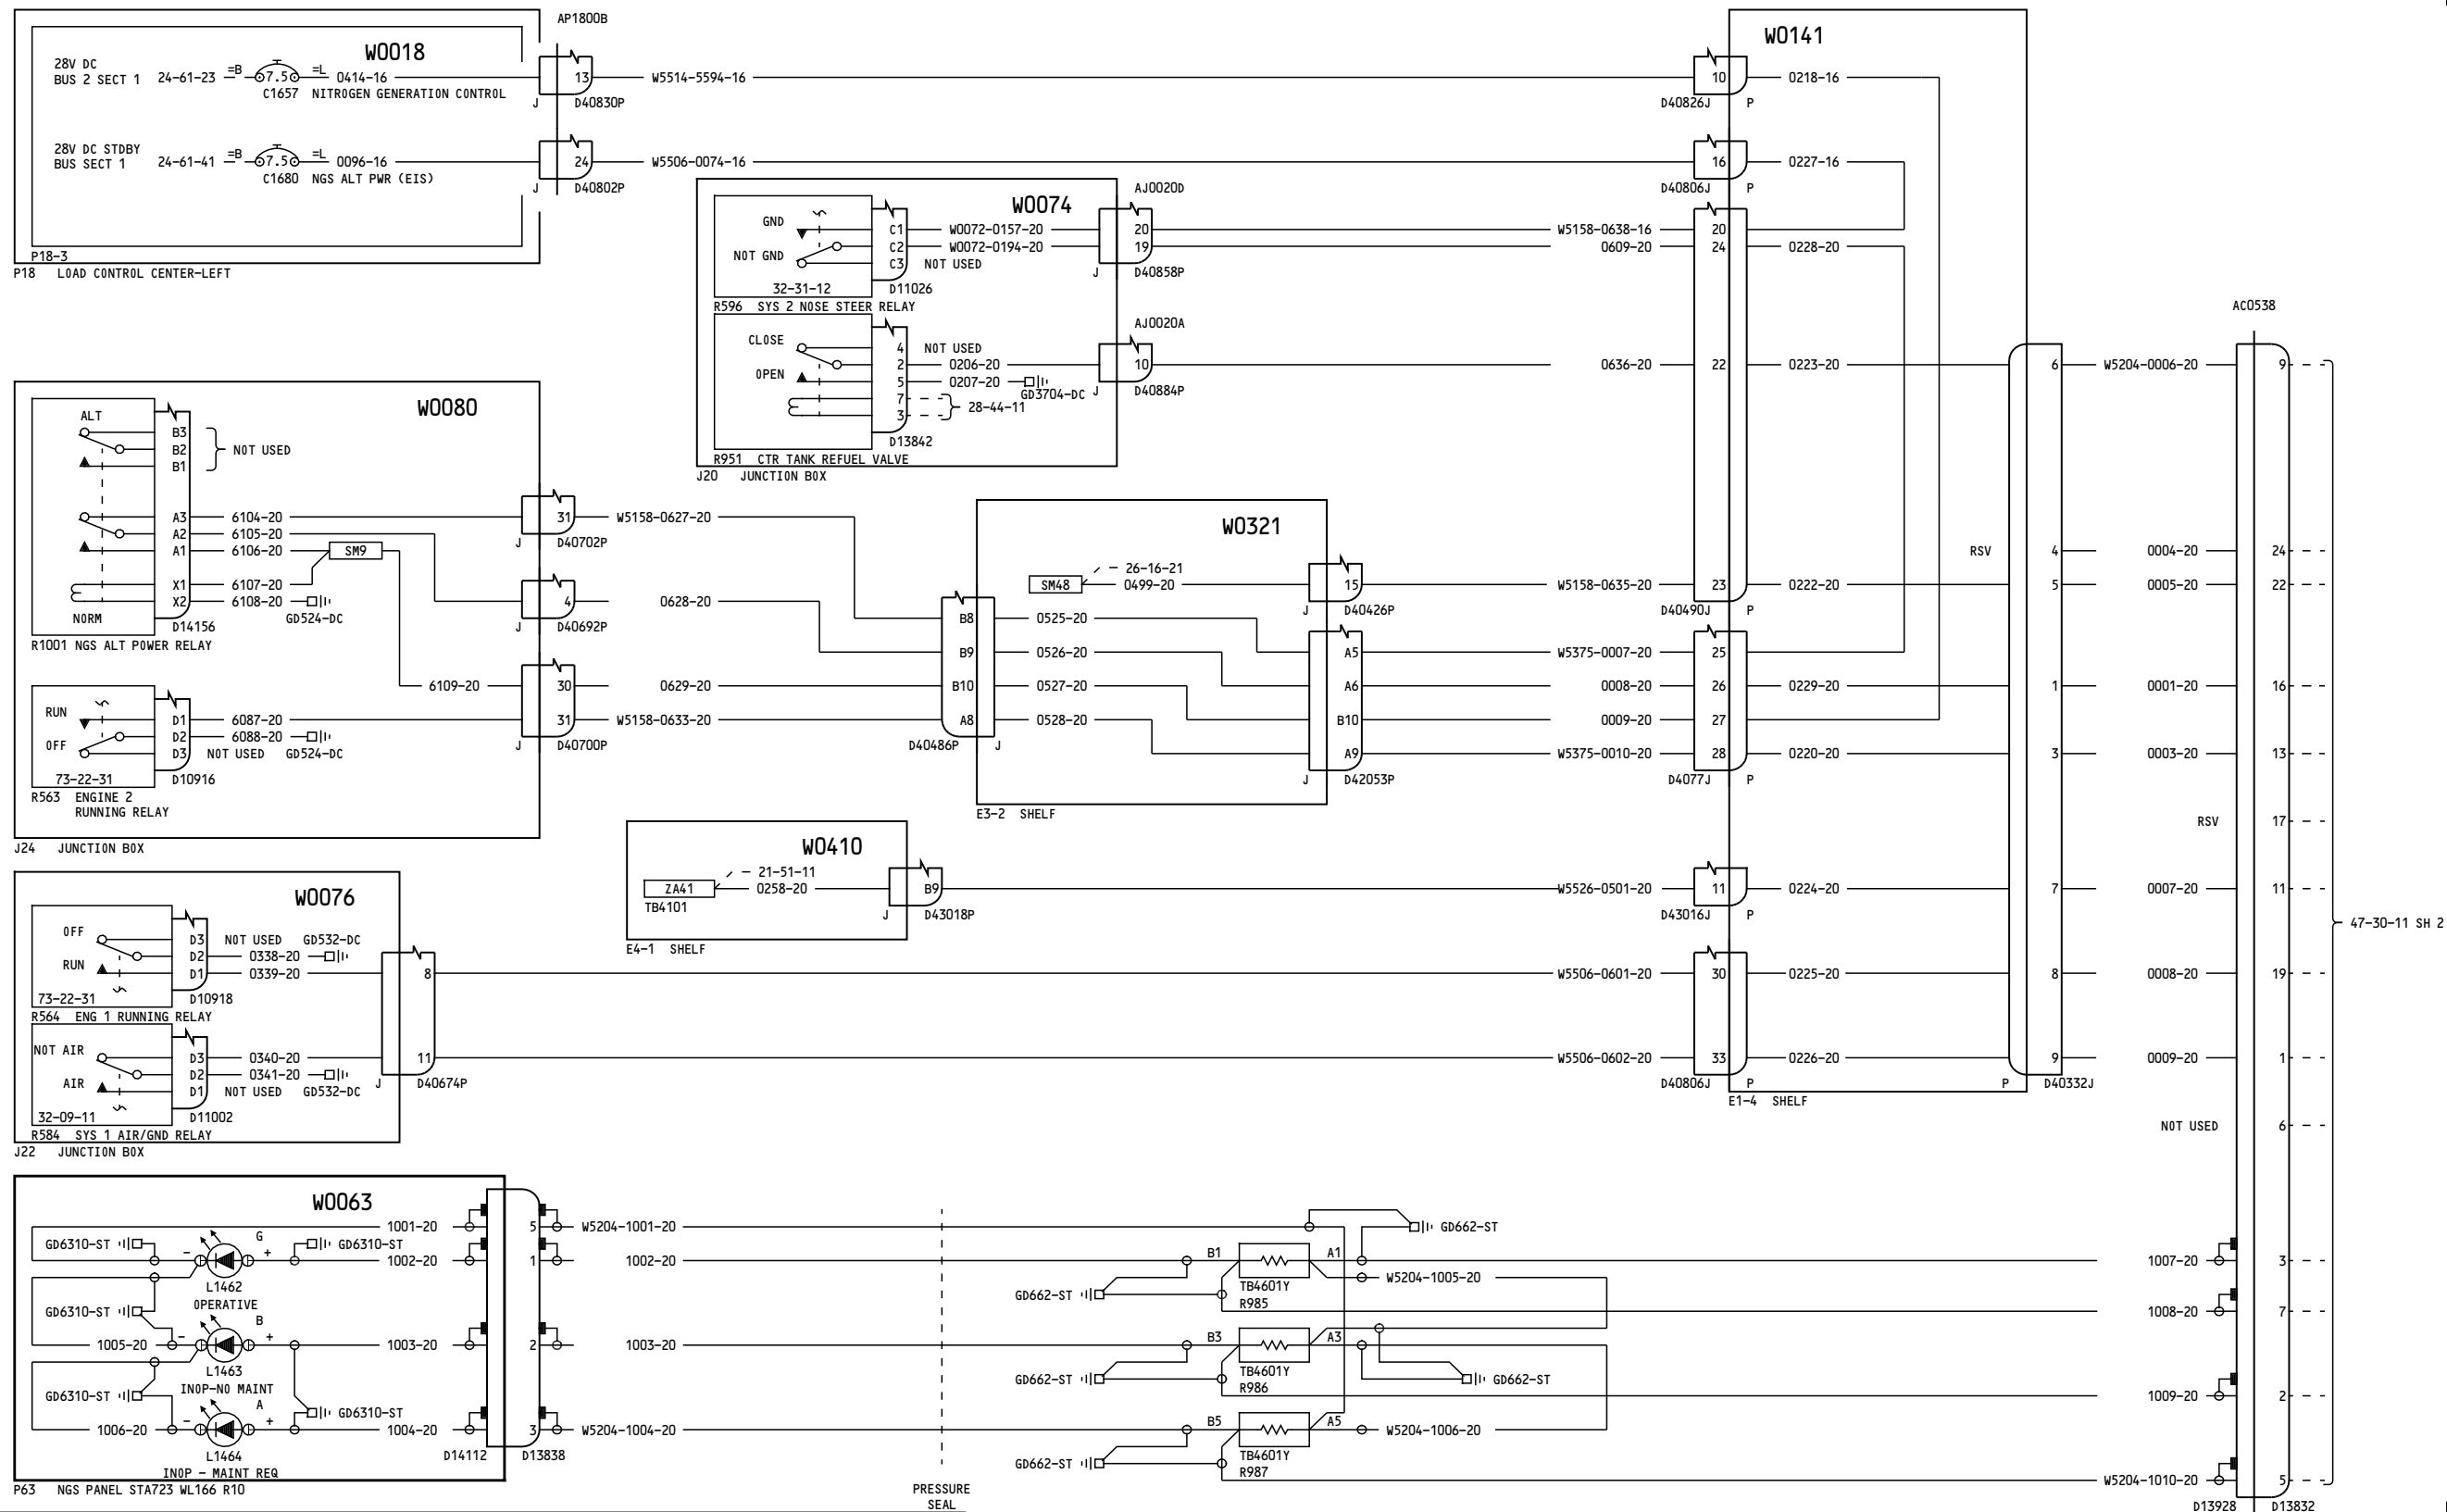 AP1800B
W0018
28V DC
BUS 2 SECT 1 24-61-23 =B 7.5 =L 0414-16
C1657 NITROGEN GENERATION CONTROL
13
J D40830P
W5514-5594-16
28V DC STDBY
BUS SECT 1 24-61-41 =B 7.5 =L 0096-16
C1680 NGS ALT PWR (EIS)
24
J D40802P
W5506-0074-16
P18-3
P18 LOAD CONTROL CENTER-LEFT
W0141
10 0218-16
D40826J P
16 0227-16
D40806J P
W0074
AJ0020D
GND C1 W0072-0157-20 20 W5158-0638-16 20
C2 W0072-0194-20 19 0609-20 24 0228-20
NOT GND C3 NOT USED
J D40858P
32-31-12 D11026
R596 SYS 2 NOSE STEER RELAY
AJ0020A
CLOSE 4 NOT USED
2 0206-20 10 0636-20 22 0223-20 6 W5204-0006-20 9
OPEN 5 0207-20 GD3704-DC
J D40884P
7
3
28-44-11
D13842
R951 CTR TANK REFUEL VALVE
J20 JUNCTION BOX
AC0538
W0080
ALT
B3
B2 NOT USED
B1
A3 6104-20 31 W5158-0627-20
A2 6105-20
J D40702P
A1 6106-20 SM9
X1 6107-20
X2 6108-20 4 0628-20
GD524-DC
J D40692P
NORM D14156
R1001 NGS ALT POWER RELAY
6109-20 30 0629-20
RUN D1 6087-20 31 W5158-0633-20
D2 6088-20
OFF D3 NOT USED GD524-DC
J D40700P
73-22-31 D10916
R563 ENGINE 2
RUNNING RELAY
J24 JUNCTION BOX
W0321
26-16-21
SM48 0499-20 15 W5158-0635-20 23 0222-20 5 0005-20 22
J D40426P
D40490J P
RSV 4 0004-20 24
B8 0525-20 A5 W5375-0007-20 25
B9 0526-20 A6 0008-20 26 0229-20 1 0001-20 16
B10 0527-20 B10 0009-20 27
A8 0528-20 A9 W5375-0010-20 28 0220-20 3 0003-20 13
D40486P J
J D42053P
D4077J P
E3-2 SHELF
RSV 17
W0410
21-51-11
ZA41 0258-20 B9 W5526-0501-20 11 0224-20 7 0007-20 11
TB4101
J D43018P
D43016J P
E4-1 SHELF
47-30-11 SH 2
W0076
OFF D3 NOT USED GD532-DC
D2 0338-20
RUN D1 0339-20 8 W5506-0601-20 30 0225-20 8 0008-20 19
73-22-31 D10918
R564 ENG 1 RUNNING RELAY
NOT AIR D3 0340-20 11 W5506-0602-20 33 0226-20 9 0009-20 1
D2 0341-20
AIR D1 NOT USED GD532-DC
J D40674P
D40806J P
P D40332J
32-09-11 D11002
R584 SYS 1 AIR/GND RELAY
E1-4 SHELF
J22 JUNCTION BOX
NOT USED 6
W0063
1001-20 5 W5204-1001-20 GD662-ST
GD6310-ST G GD6310-ST
- + 1002-20 1 1002-20 B1 A1 1007-20 3
L1462
OPERATIVE
TB4601Y W5204-1005-20
GD662-ST R985
GD6310-ST 1008-20 7
B
1005-20 - + 1003-20 2 1003-20 B3 A3
L1463
INOP-NO MAINT
TB4601Y
GD662-ST R986 GD662-ST
GD6310-ST 1009-20 2
A GD6310-ST
1006-20 - + 1004-20 3 W5204-1004-20 B5 A5 W5204-1006-20
L1464
INOP - MAINT REQ
D14112 D13838
TB4601Y
GD662-ST R987
W5204-1010-20 5
P63 NGS PANEL STA723 WL166 R10
PRESSURE
SEAL
D13928 D13832